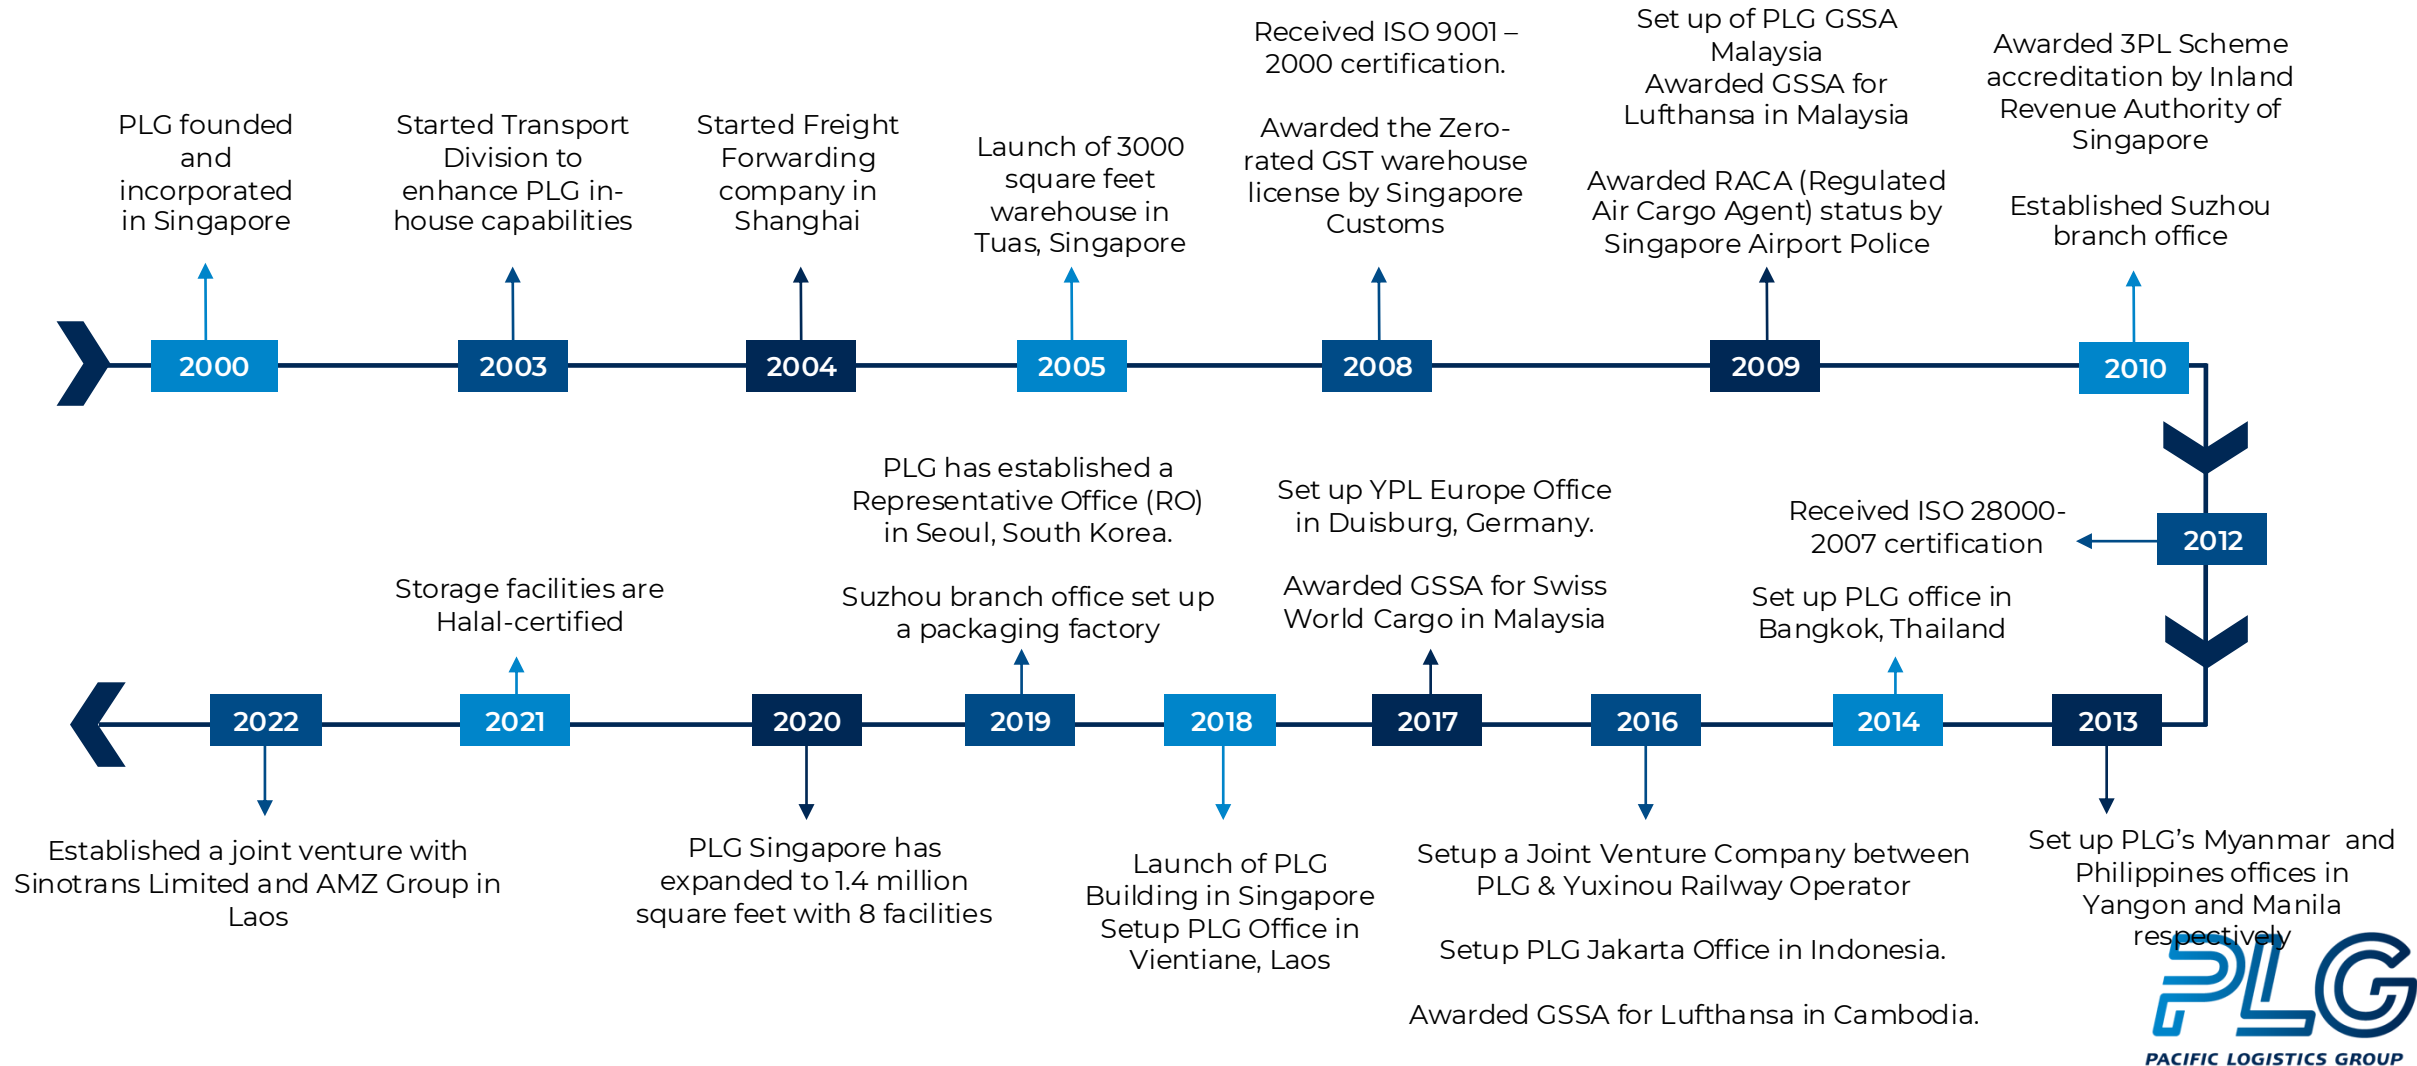 PLG founded
and
incorporated
in Singapore
2000
Started Transport
Division to
enhance PLG in-
house capabilities
2003
Started Freight
Forwarding
company in
Shanghai
2004
Launch of 3000
square feet
warehouse in
Tuas, Singapore
2005
Received ISO 9001 –
2000 certification.
Awarded the Zero-
rated GST warehouse
license by Singapore
Customs
2008
Set up of PLG GSSA
Malaysia
Awarded GSSA for
Lufthansa in Malaysia
Awarded RACA (Regulated
Air Cargo Agent) status by
Singapore Airport Police
2009
Awarded 3PL Scheme
accreditation by Inland
Revenue Authority of
Singapore
Established Suzhou
branch office
2010
Received ISO 28000-
2007 certification
2012
Set up PLG’s Myanmar  and
Philippines offices in
Yangon and Manila
respectively
2013
Set up PLG office in
Bangkok, Thailand
2014
Setup a Joint Venture Company between
PLG & Yuxinou Railway Operator
Setup PLG Jakarta Office in Indonesia.
Awarded GSSA for Lufthansa in Cambodia.
2016
Set up YPL Europe Office
in Duisburg, Germany.
Awarded GSSA for Swiss
World Cargo in Malaysia
2017
Launch of PLG
Building in Singapore
Setup PLG Office in
Vientiane, Laos
2018
PLG has established a
Representative Office (RO)
in Seoul, South Korea.
Suzhou branch office set up
a packaging factory
2019
PLG Singapore has
expanded to 1.4 million
square feet with 8 facilities
2020
Storage facilities are
Halal-certified
2021
Established a joint venture with
Sinotrans Limited and AMZ Group in
Laos
2022
PLG
PACIFIC LOGISTICS GROUP